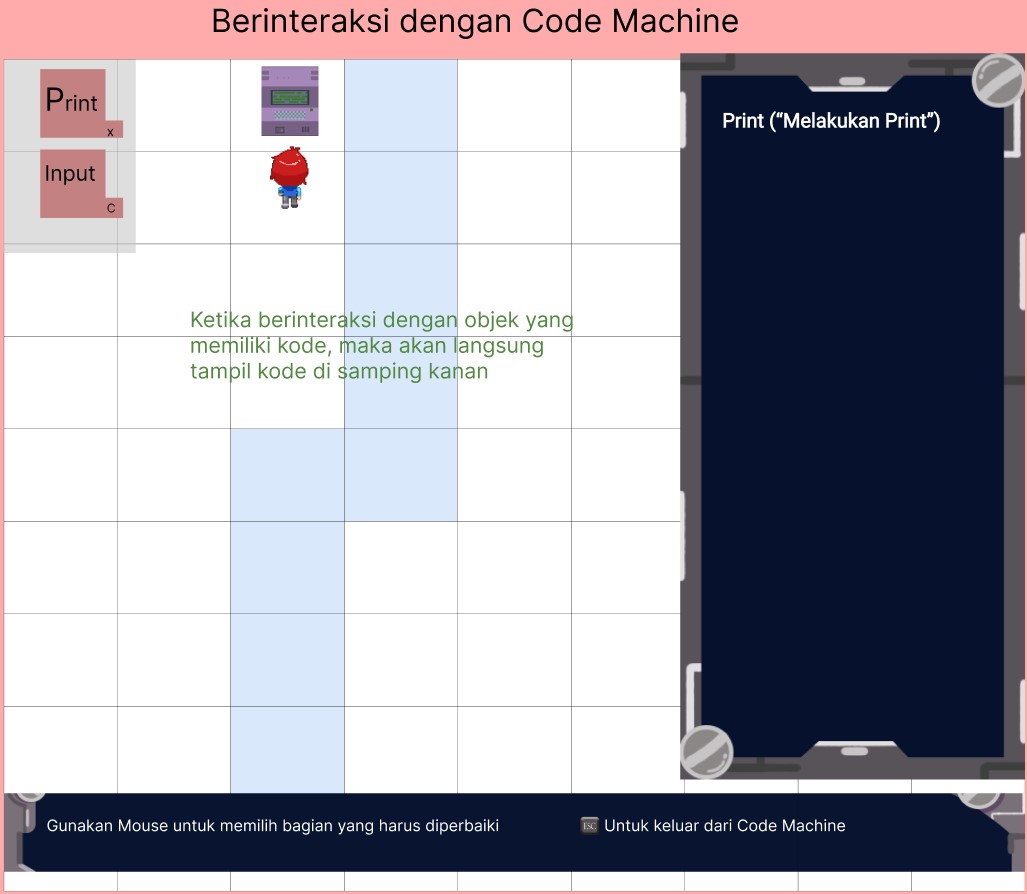 Berinteraksi dengan Code Machine
Print
x
Input
C
Print (“Melakukan Print”)
Ketika berinteraksi dengan objek yang
memiliki kode, maka akan langsung
tampil kode di samping kanan
Gunakan Mouse untuk memilih bagian yang harus diperbaiki
ESC Untuk keluar dari Code Machine